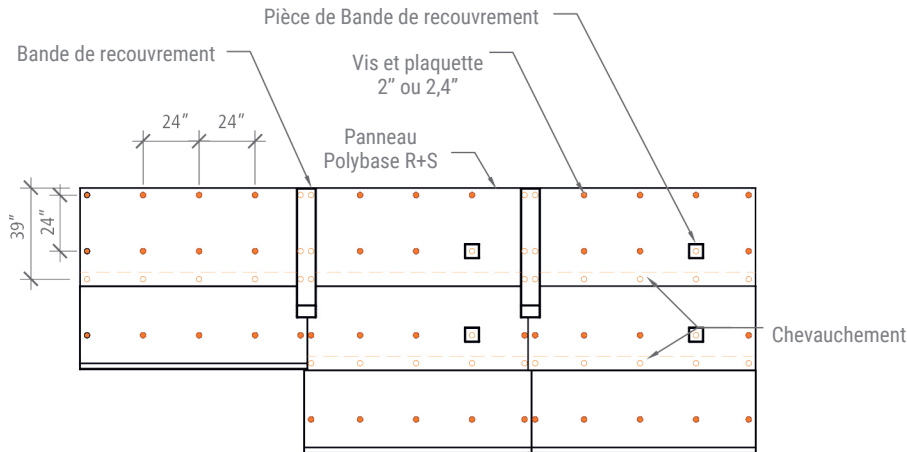 Pièce de Bande de recouvrement
Bande de recouvrement
Vis et plaquette
2” ou 2,4”
24” 24”
Panneau
Polybase R+S
39”
24”
Chevauchement